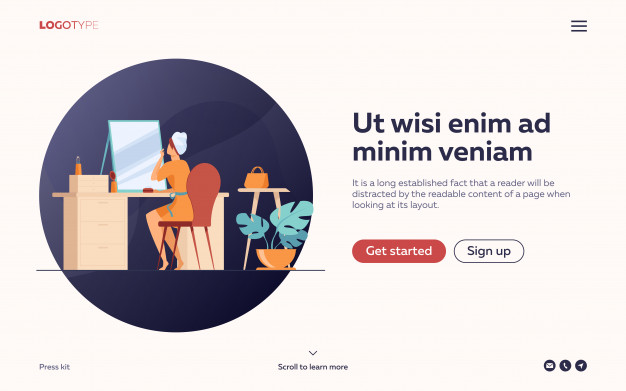 LOGOTYPE
Ut wisi enim ad
minim veniam
It is a long established fact that a reader will be
distracted by the readable content of a page when
looking at its layout.
Get started
Sign up
Press kit
Scroll to learn more